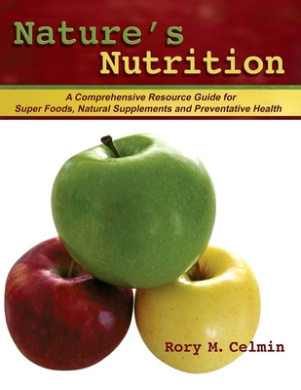 Nature's
Nutrition
A Comprehensive Resource Guide for
Super Foods, Natural Supplements and Preventative Health
Rory M. Celmin